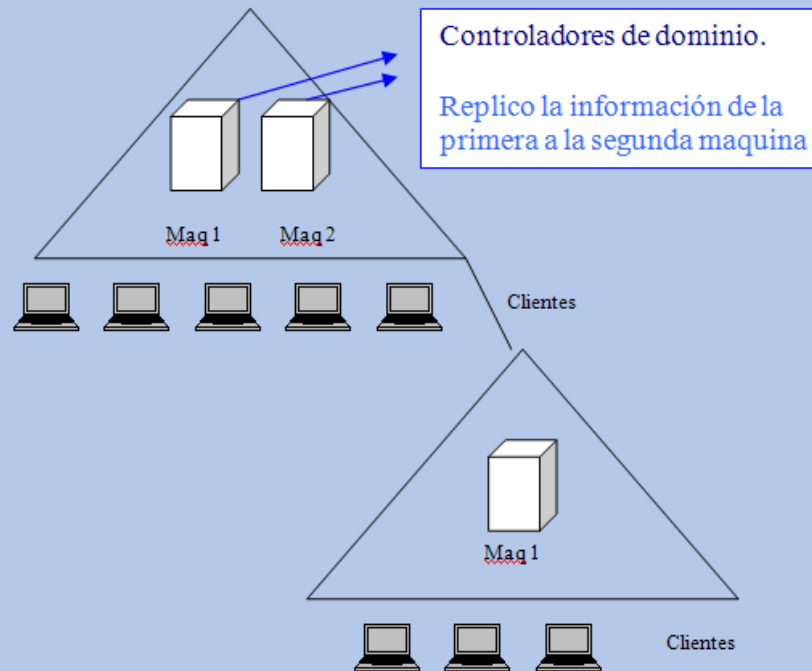 Controladores de dominio.
Replico la información de la
primera a la segunda maquina
Maq 1
Maq 2
Clientes
Maq 1
Clientes